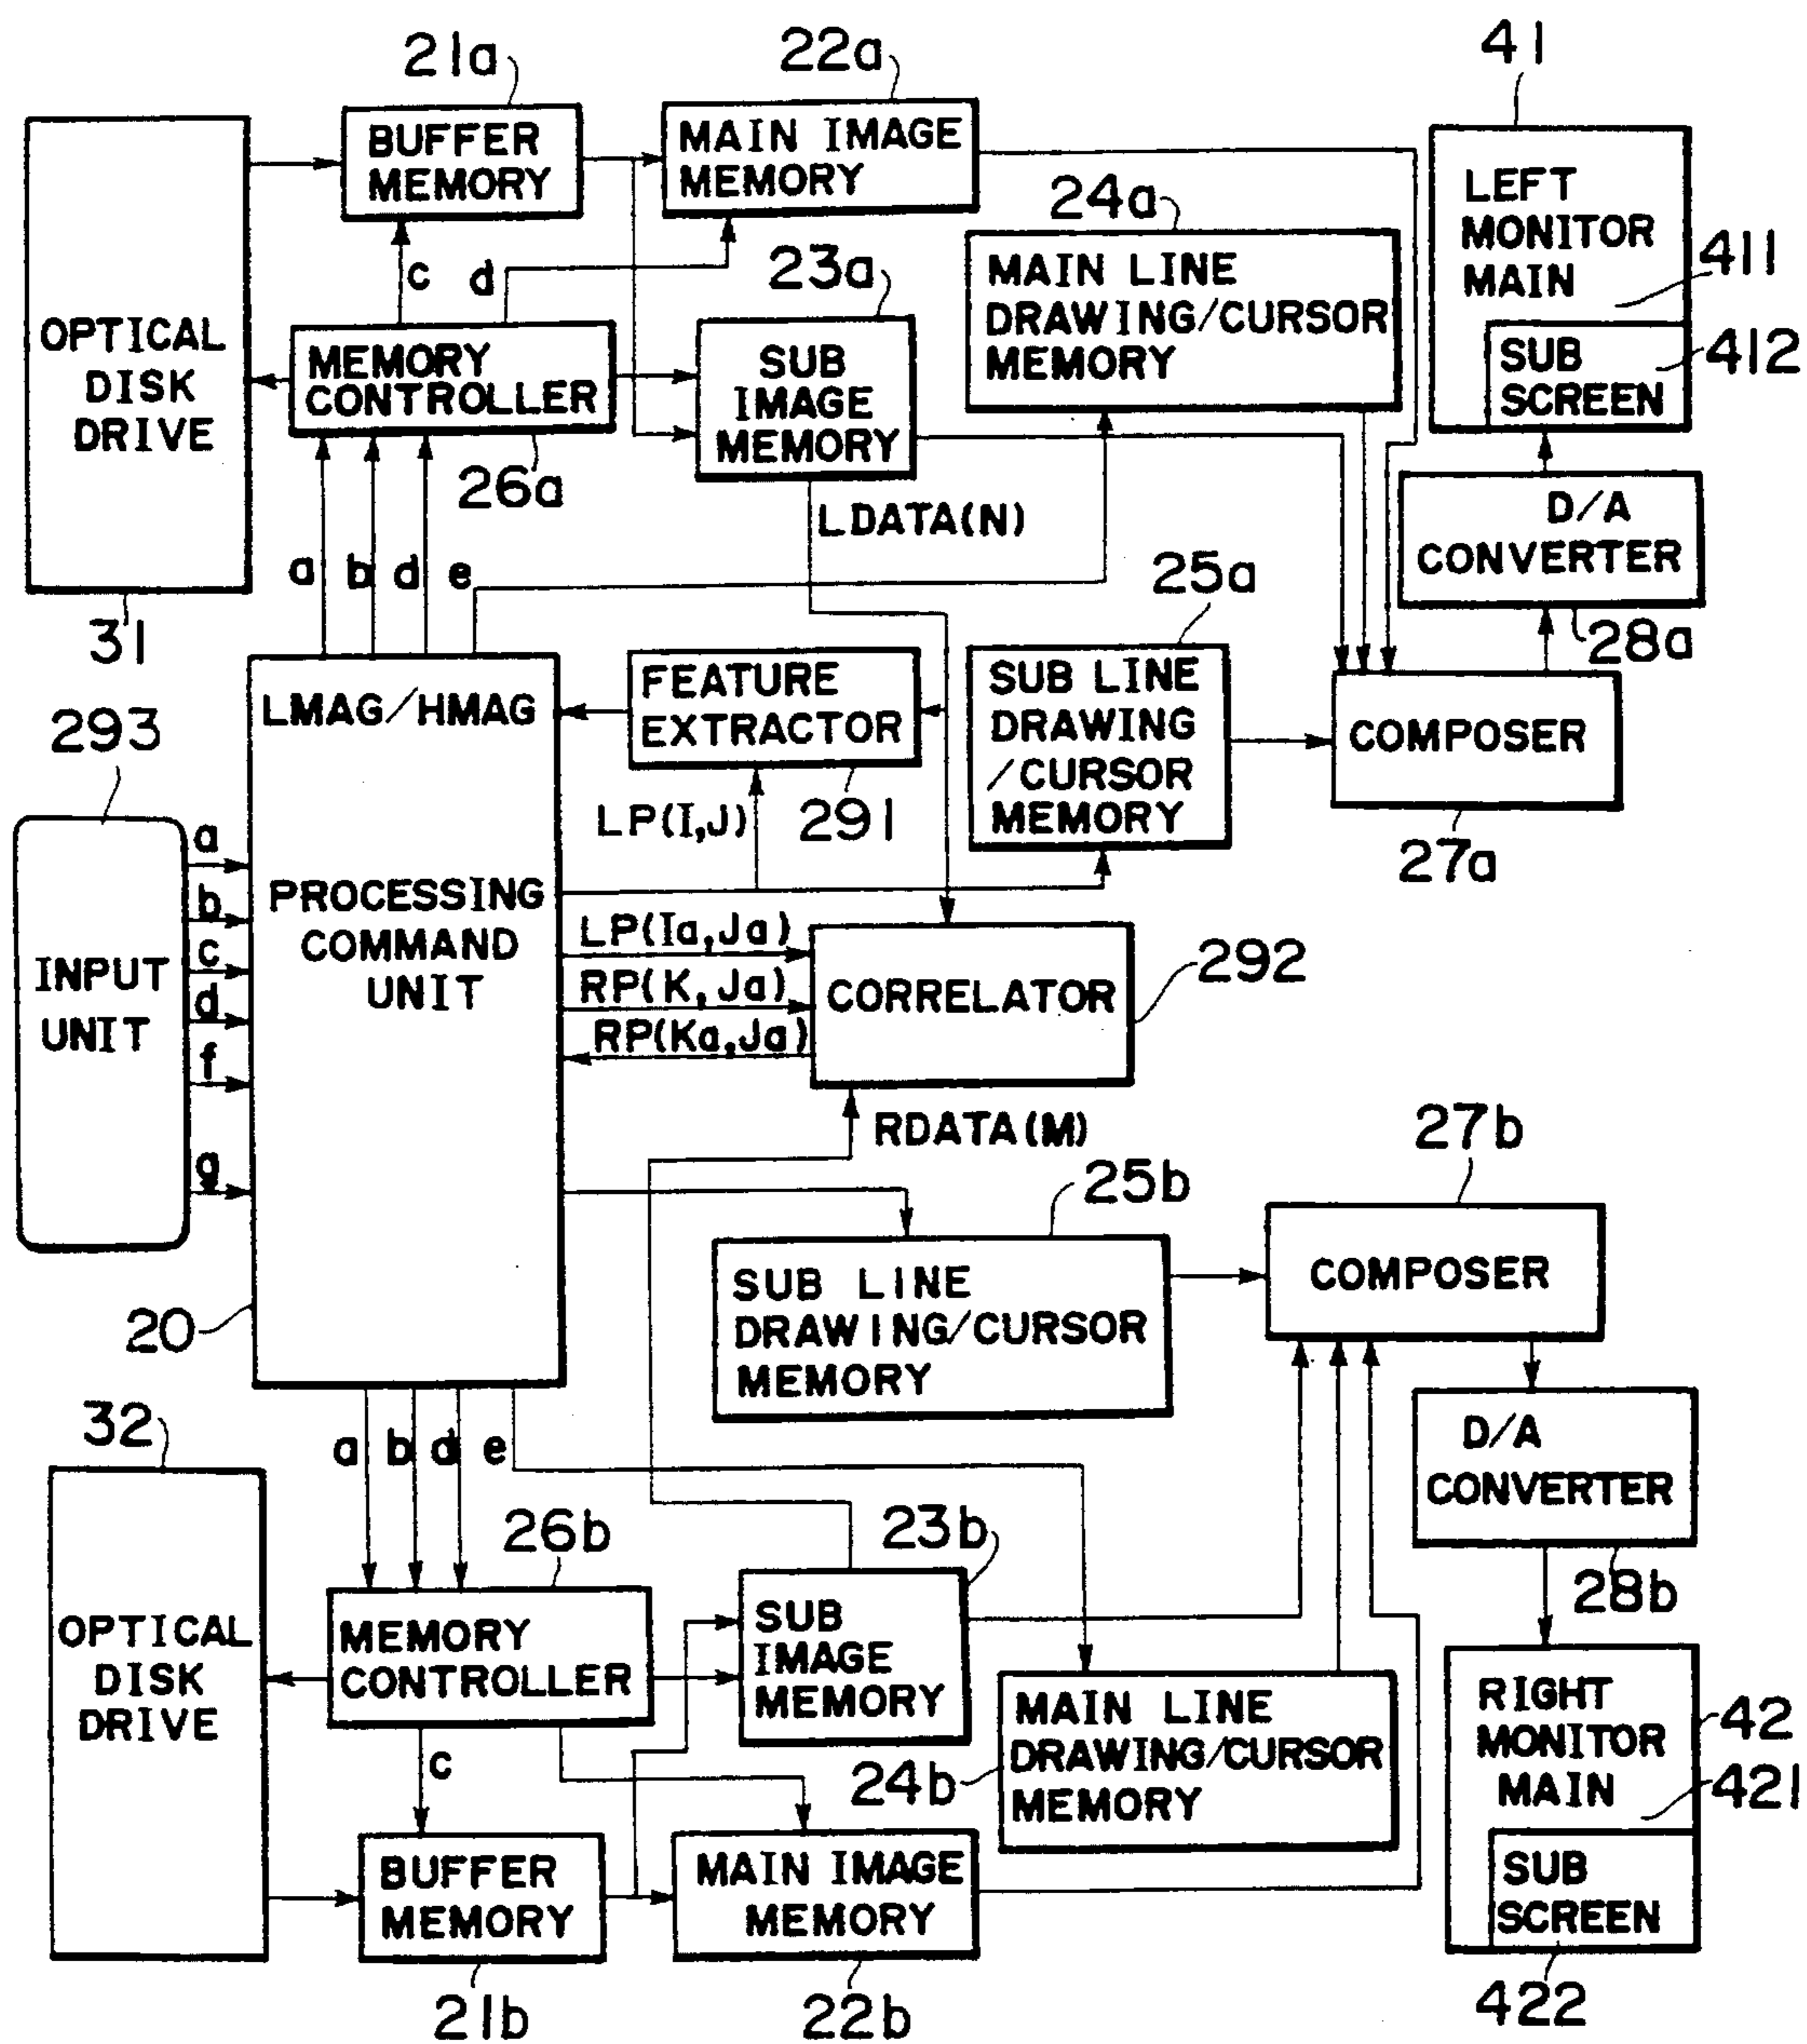 21a
22a
41
BUFFER
MEMORY
MAIN IMAGE
MEMORY
LEFT
MONITOR
MAIN
411
SUB
SCREEN
412
24a
MAIN LINE
DRAWING/CURSOR
MEMORY
23a
SUB
IMAGE
MEMORY
c
d
OPTICAL
DISK
DRIVE
MEMORY
CONTROLLER
26a
31
a
b
d
e
LDATA(N)
D/A
CONVERTER
28a
25a
SUB LINE
DRAWING
/CURSOR
MEMORY
FEATURE
EXTRACTOR
291
LP(I,J)
COMPOSER
27a
293
INPUT
UNIT
a
b
c
d
f
g
LMAG/HMAG
PROCESSING
COMMAND
UNIT
20
LP(Ia,Ja)
RP(K,Ja)
RP(Ka,Ja)
CORRELATOR
292
RDATA(M)
25b
SUB LINE
DRAWING/CURSOR
MEMORY
27b
COMPOSER
D/A
CONVERTER
28b
32
OPTICAL
DISK
DRIVE
a
b
d
e
26b
MEMORY
CONTROLLER
c
23b
SUB
IMAGE
MEMORY
MAIN LINE
DRAWING/CURSOR
MEMORY
24b
RIGHT
MONITOR
MAIN
42
421
SUB
SCREEN
422
BUFFER
MEMORY
21b
MAIN IMAGE
MEMORY
22b